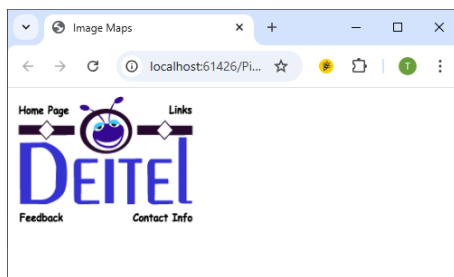 Image Maps
localhost:61426/Pi...
T
Home Page
Links
DEITEL
Feedback
Contact Info